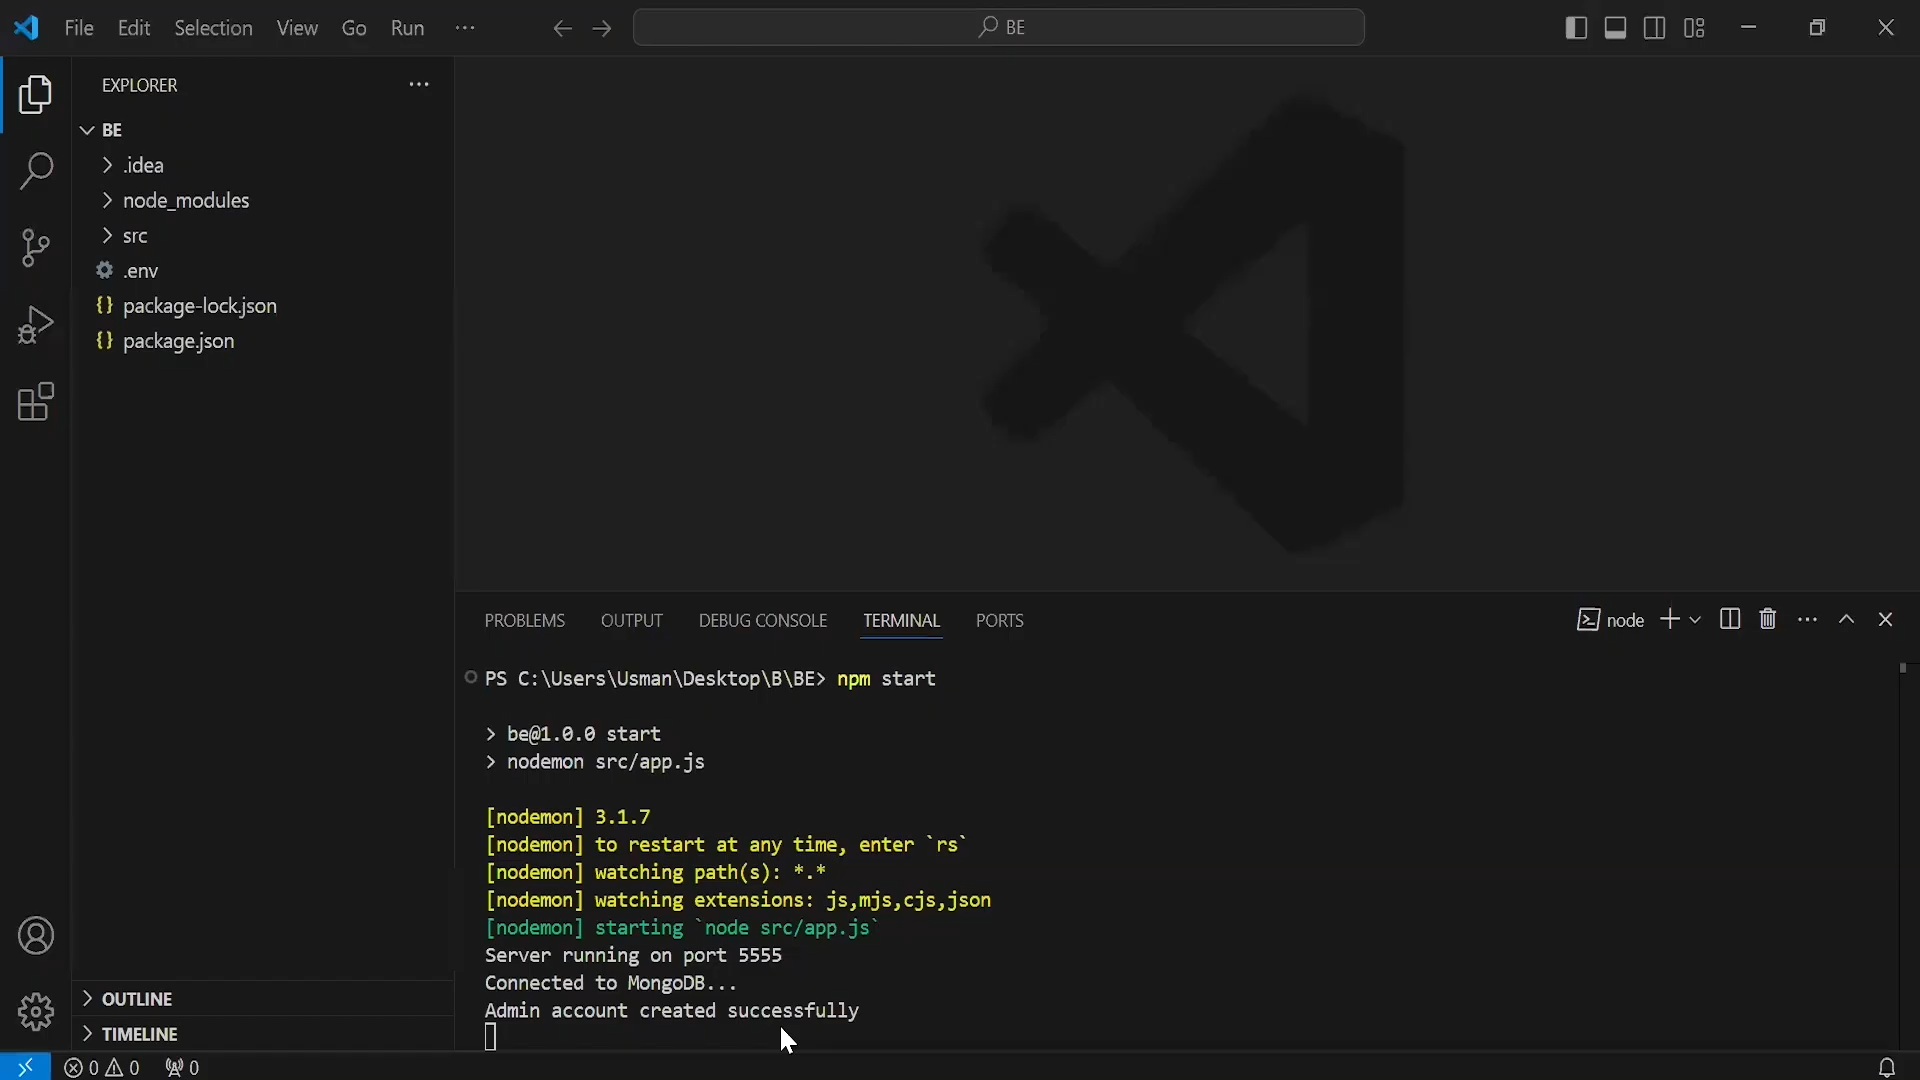 File Edit Selection View Go Run ···
BE
EXPLORER
BE
.idea
node_modules
src
.env
{} package-lock.json
{} package.json
OUTLINE
TIMELINE
PROBLEMS OUTPUT DEBUG CONSOLE TERMINAL PORTS
node
PS C:\Users\Usman\Desktop\B\BE> npm start
> be@1.0.0 start
> nodemon src/app.js
[nodemon] 3.1.7
[nodemon] to restart at any time, enter `rs`
[nodemon] watching path(s): *.*
[nodemon] watching extensions: js,mjs,cjs,json
[nodemon] starting `node src/app.js`
Server running on port 5555
Connected to MongoDB...
Admin account created successfully
0 0 0